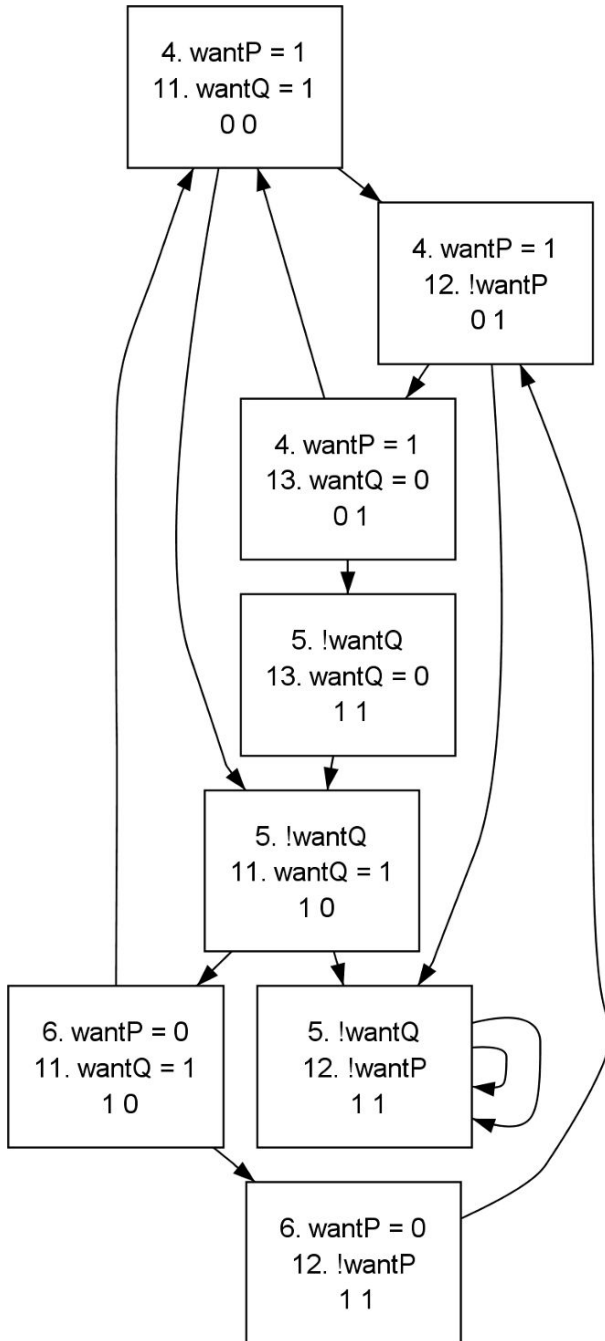 4. wantP = 1
11. wantQ = 1
0 0
4. wantP = 1
12. !wantP
0 1
4. wantP = 1
13. wantQ = 0
0 1
5. !wantQ
13. wantQ = 0
1 1
5. !wantQ
11. wantQ = 1
1 0
6. wantP = 0
11. wantQ = 1
1 0
5. !wantQ
12. !wantP
1 1
6. wantP = 0
12. !wantP
1 1